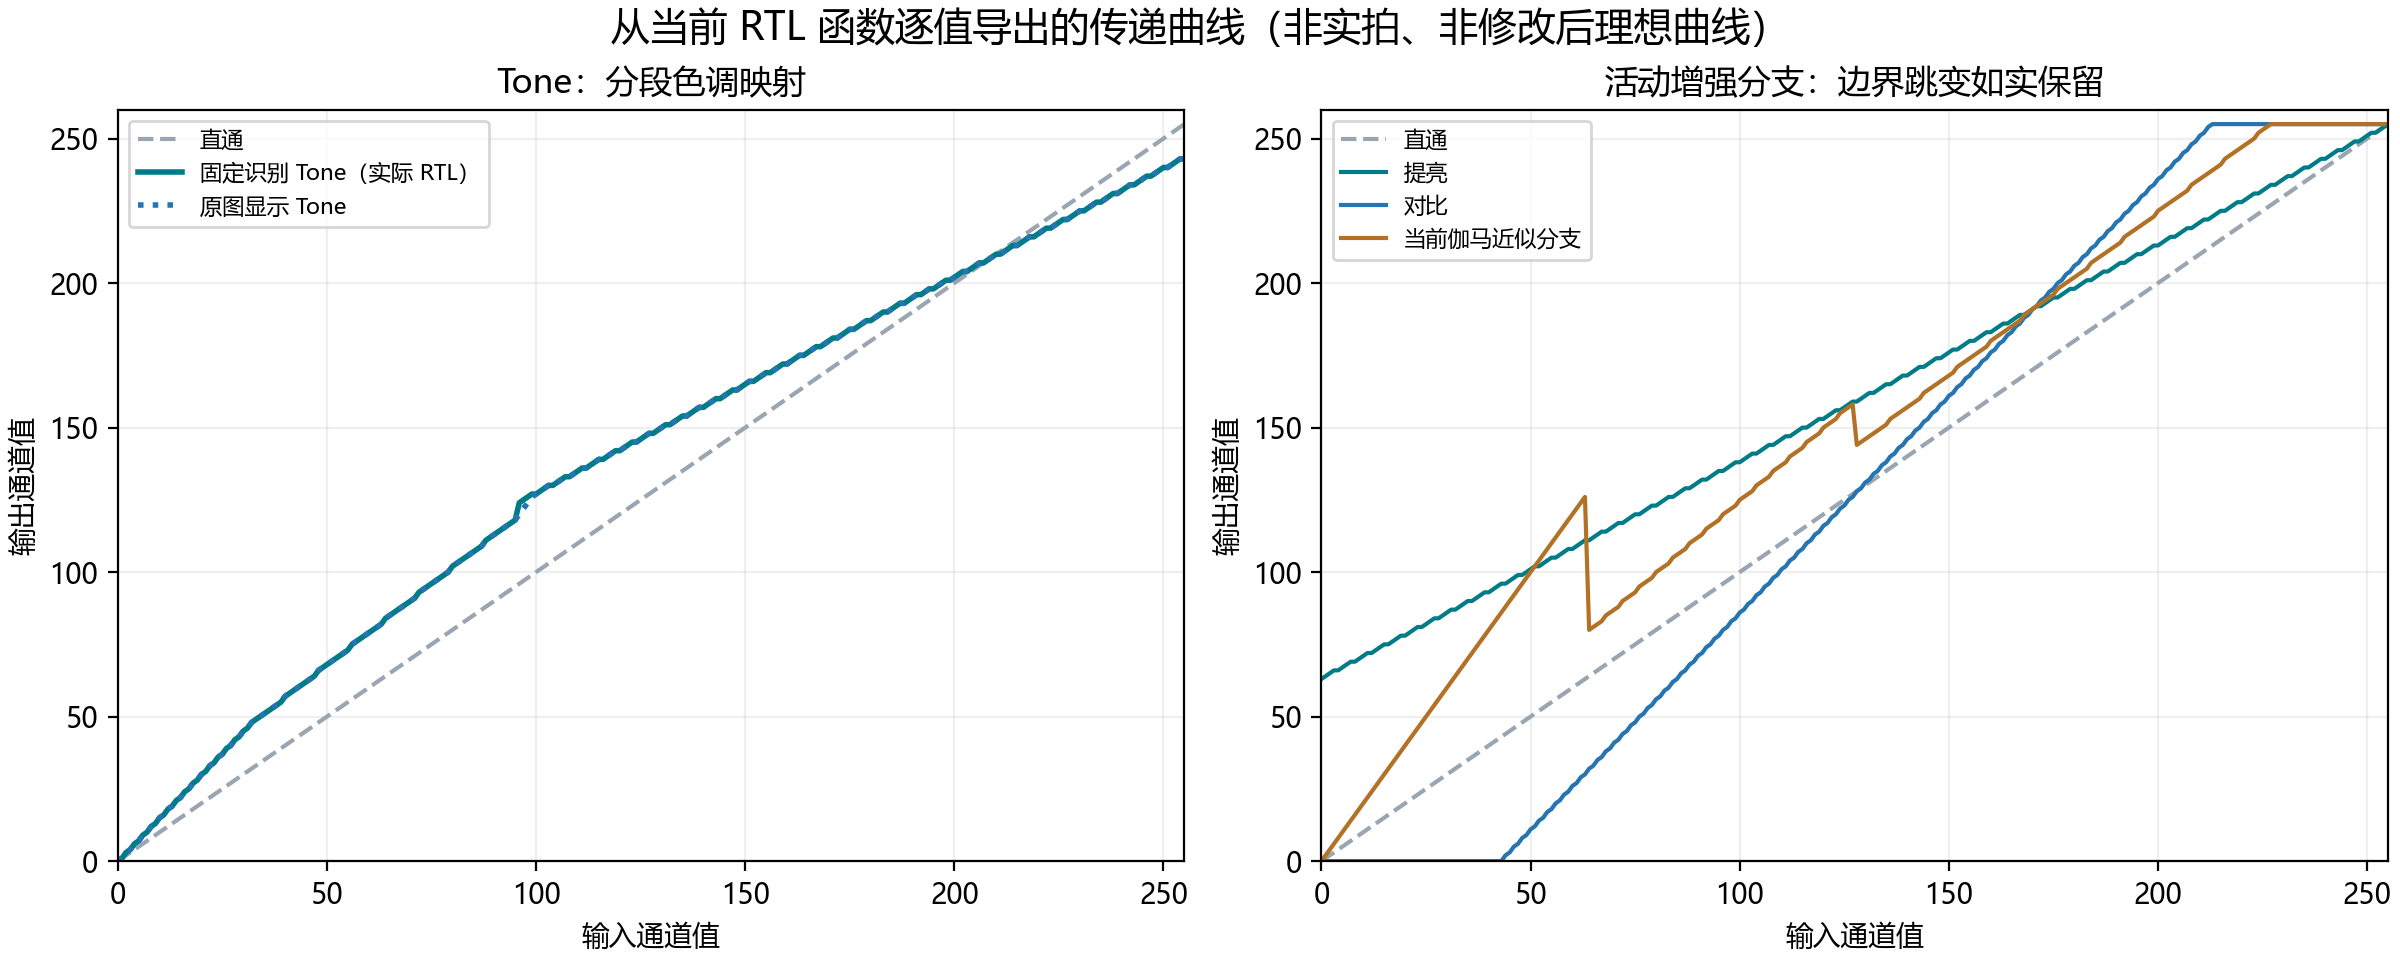 从当前 RTL 函数逐值导出的传递曲线（非实拍、非修改后理想曲线）
Tone：分段色调映射
直通
固定识别 Tone（实际 RTL）
原图显示 Tone
输出通道值
250
200
150
100
50
0
0 50 100 150 200 250
输入通道值
活动增强分支：边界跳变如实保留
直通
提亮
对比
当前伽马近似分支
输出通道值
250
200
150
100
50
0
0 50 100 150 200 250
输入通道值